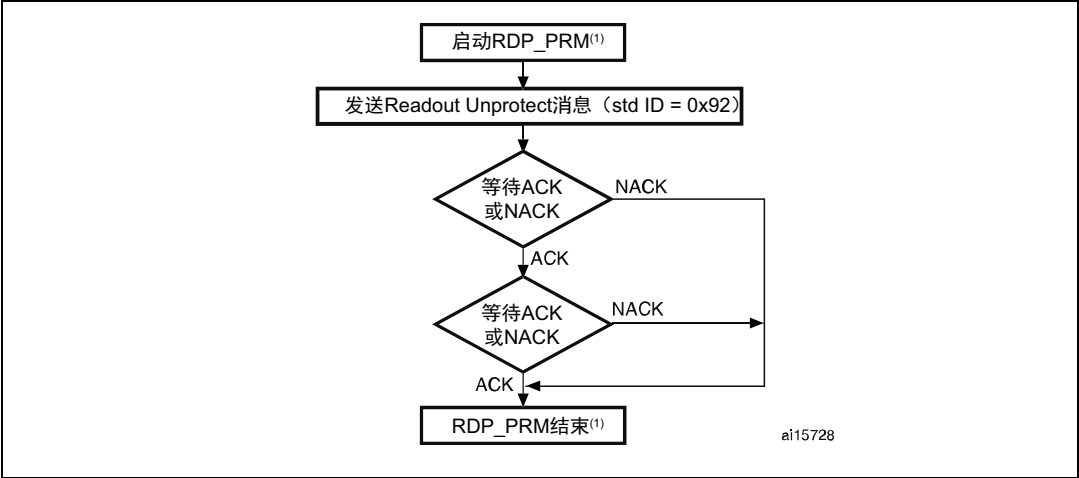 启动RDP_PRM(1)
发送Readout Unprotect消息（std ID = 0x92）
等待ACK
或NACK
NACK
ACK
等待ACK
或NACK
NACK
ACK
RDP_PRM结束(1)
ai15728